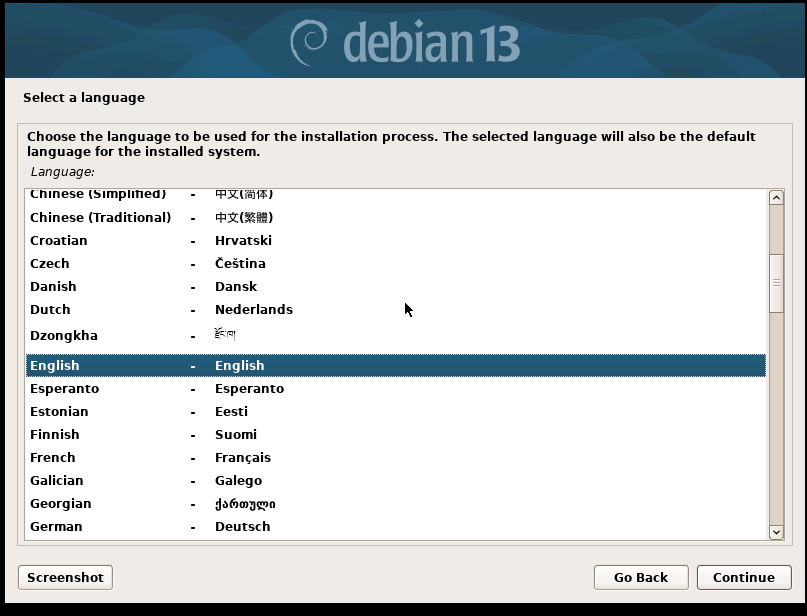 debian 13
Select a language
Choose the language to be used for the installation process. The selected language will also be the default
language for the installed system.
Language:
Chinese (Simplified) - 中文(简体)
Chinese (Traditional) - 中文(繁體)
Croatian - Hrvatski
Czech - Čeština
Danish - Dansk
Dutch - Nederlands
Dzongkha - རྫོང་ཁ།
English - English
Esperanto - Esperanto
Estonian - Eesti
Finnish - Suomi
French - Français
Galician - Galego
Georgian - ქართული
German - Deutsch
Screenshot Go Back Continue